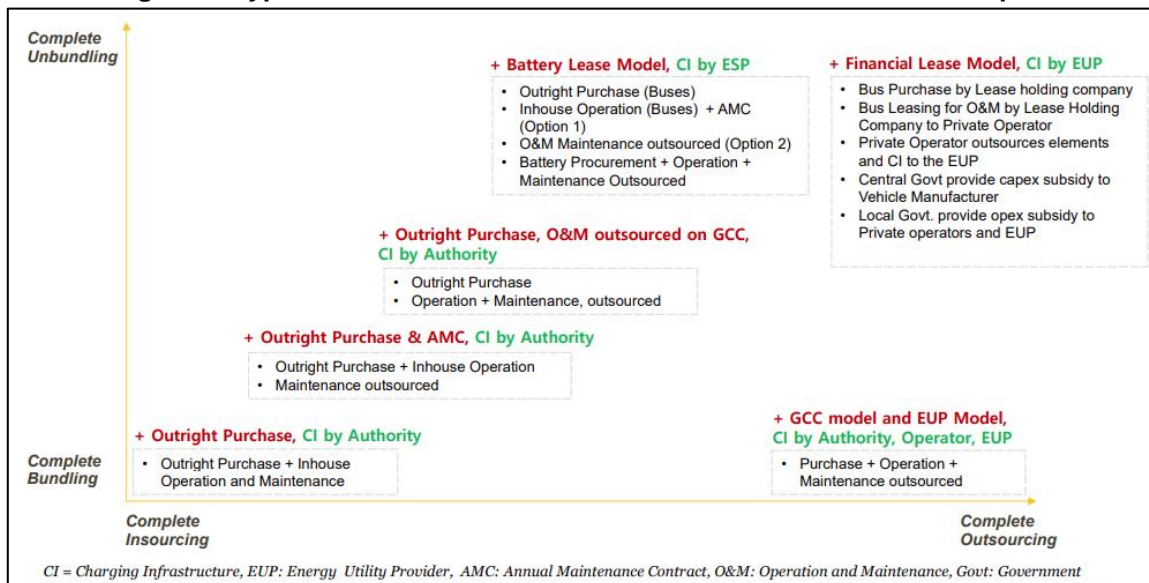 Complete
Unbundling
+ Battery Lease Model, CI by ESP
• Outright Purchase (Buses)
• Inhouse Operation (Buses) + AMC
(Option 1)
• O&M Maintenance outsourced (Option 2)
• Battery Procurement + Operation +
Maintenance Outsourced
+ Financial Lease Model, CI by EUP
• Bus Purchase by Lease holding company
• Bus Leasing for O&M by Lease Holding
Company to Private Operator
• Private Operator outsources elements
and CI to the EUP
• Central Govt provide capex subsidy to
Vehicle Manufacturer
• Local Govt. provide opex subsidy to
Private operators and EUP
+ Outright Purchase, O&M outsourced on GCC,
CI by Authority
• Outright Purchase
• Operation + Maintenance, outsourced
+ Outright Purchase & AMC, CI by Authority
• Outright Purchase + Inhouse Operation
• Maintenance outsourced
+ Outright Purchase, CI by Authority
• Outright Purchase + Inhouse
Operation and Maintenance
+ GCC model and EUP Model,
CI by Authority, Operator, EUP
• Purchase + Operation +
Maintenance outsourced
Complete
Bundling
Complete
Insourcing
Complete
Outsourcing
CI = Charging Infrastructure, EUP: Energy Utility Provider, AMC: Annual Maintenance Contract, O&M: Operation and Maintenance, Govt: Government